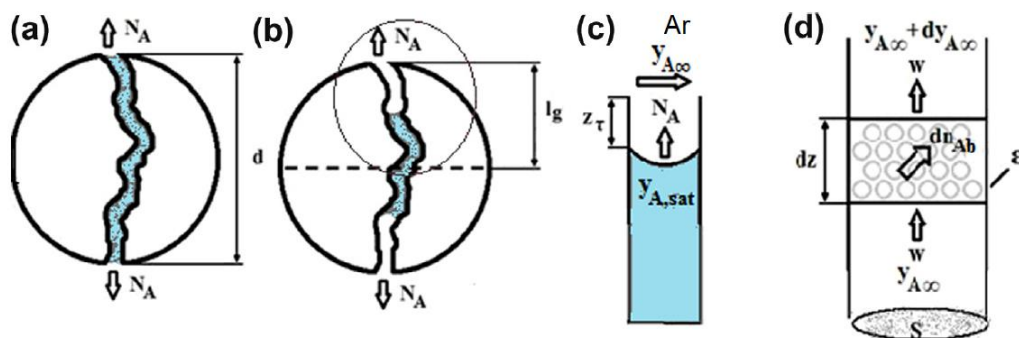 (a)
N_A
d
N_A
(b)
N_A
l_g
N_A
(c)
Ar
y_A∞
z_τ
N_A
y_A,sat
(d)
y_A∞ + dy_A∞
w
dz
dn_Ab
ε
w
y_A∞
S